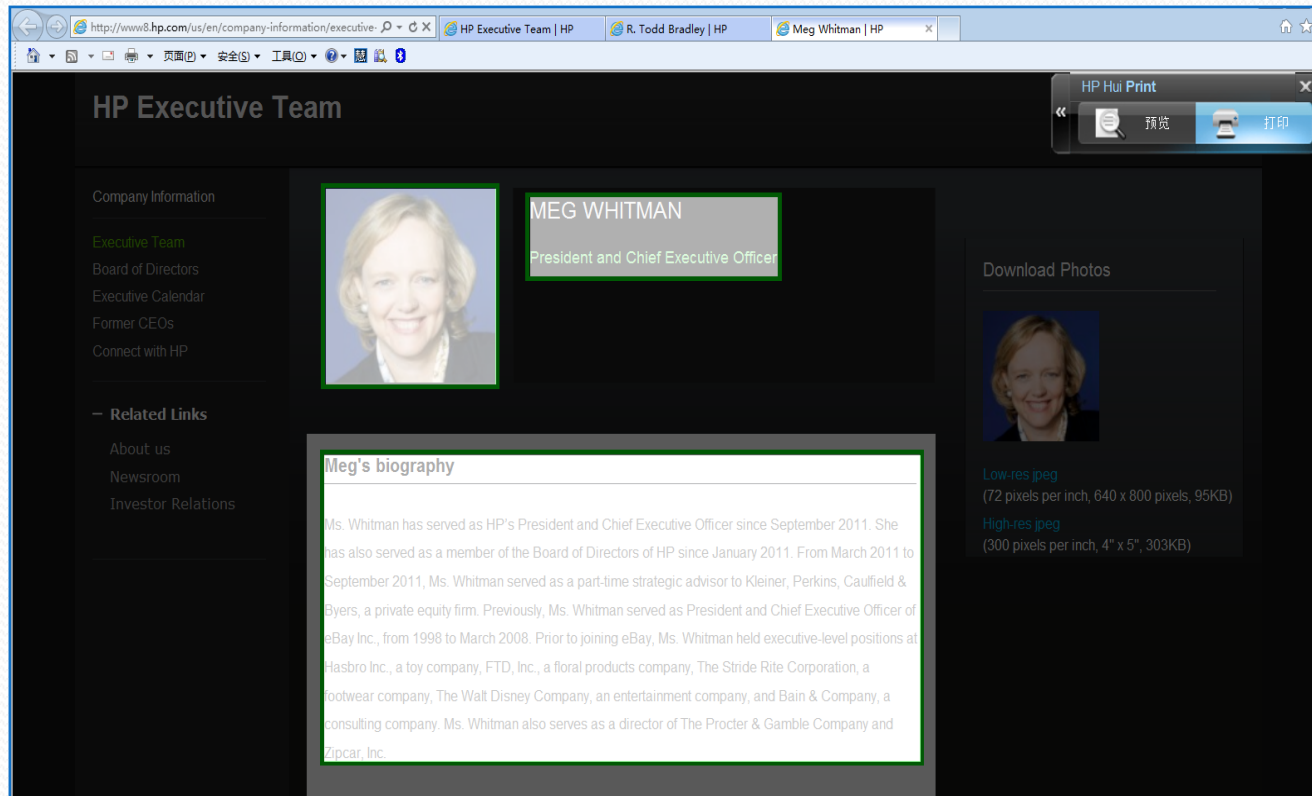 http://www8.hp.com/us/en/company-information/executive-
HP Executive Team | HP
R. Todd Bradley | HP
Meg Whitman | HP
页面(P) 安全(S) 工具(O)
HP Hui Print
预览 打印
HP Executive Team
Company Information
Executive Team
Board of Directors
Executive Calendar
Former CEOs
Connect with HP
– Related Links
About us
Newsroom
Investor Relations
MEG WHITMAN
President and Chief Executive Officer
Meg's biography
Ms. Whitman has served as HP's President and Chief Executive Officer since September 2011. She
has also served as a member of the Board of Directors of HP since January 2011. From March 2011 to
September 2011, Ms. Whitman served as a part-time strategic advisor to Kleiner, Perkins, Caulfield &
Byers, a private equity firm. Previously, Ms. Whitman served as President and Chief Executive Officer of
eBay Inc., from 1998 to March 2008. Prior to joining eBay, Ms. Whitman held executive-level positions at
Hasbro Inc., a toy company, FTD, Inc., a floral products company, The Stride Rite Corporation, a
footwear company, The Walt Disney Company, an entertainment company, and Bain & Company, a
consulting company. Ms. Whitman also serves as a director of The Procter & Gamble Company and
Zipcar, Inc.
Download Photos
Low-res jpeg
(72 pixels per inch, 640 x 800 pixels, 95KB)
High-res jpeg
(300 pixels per inch, 4" x 5", 303KB)